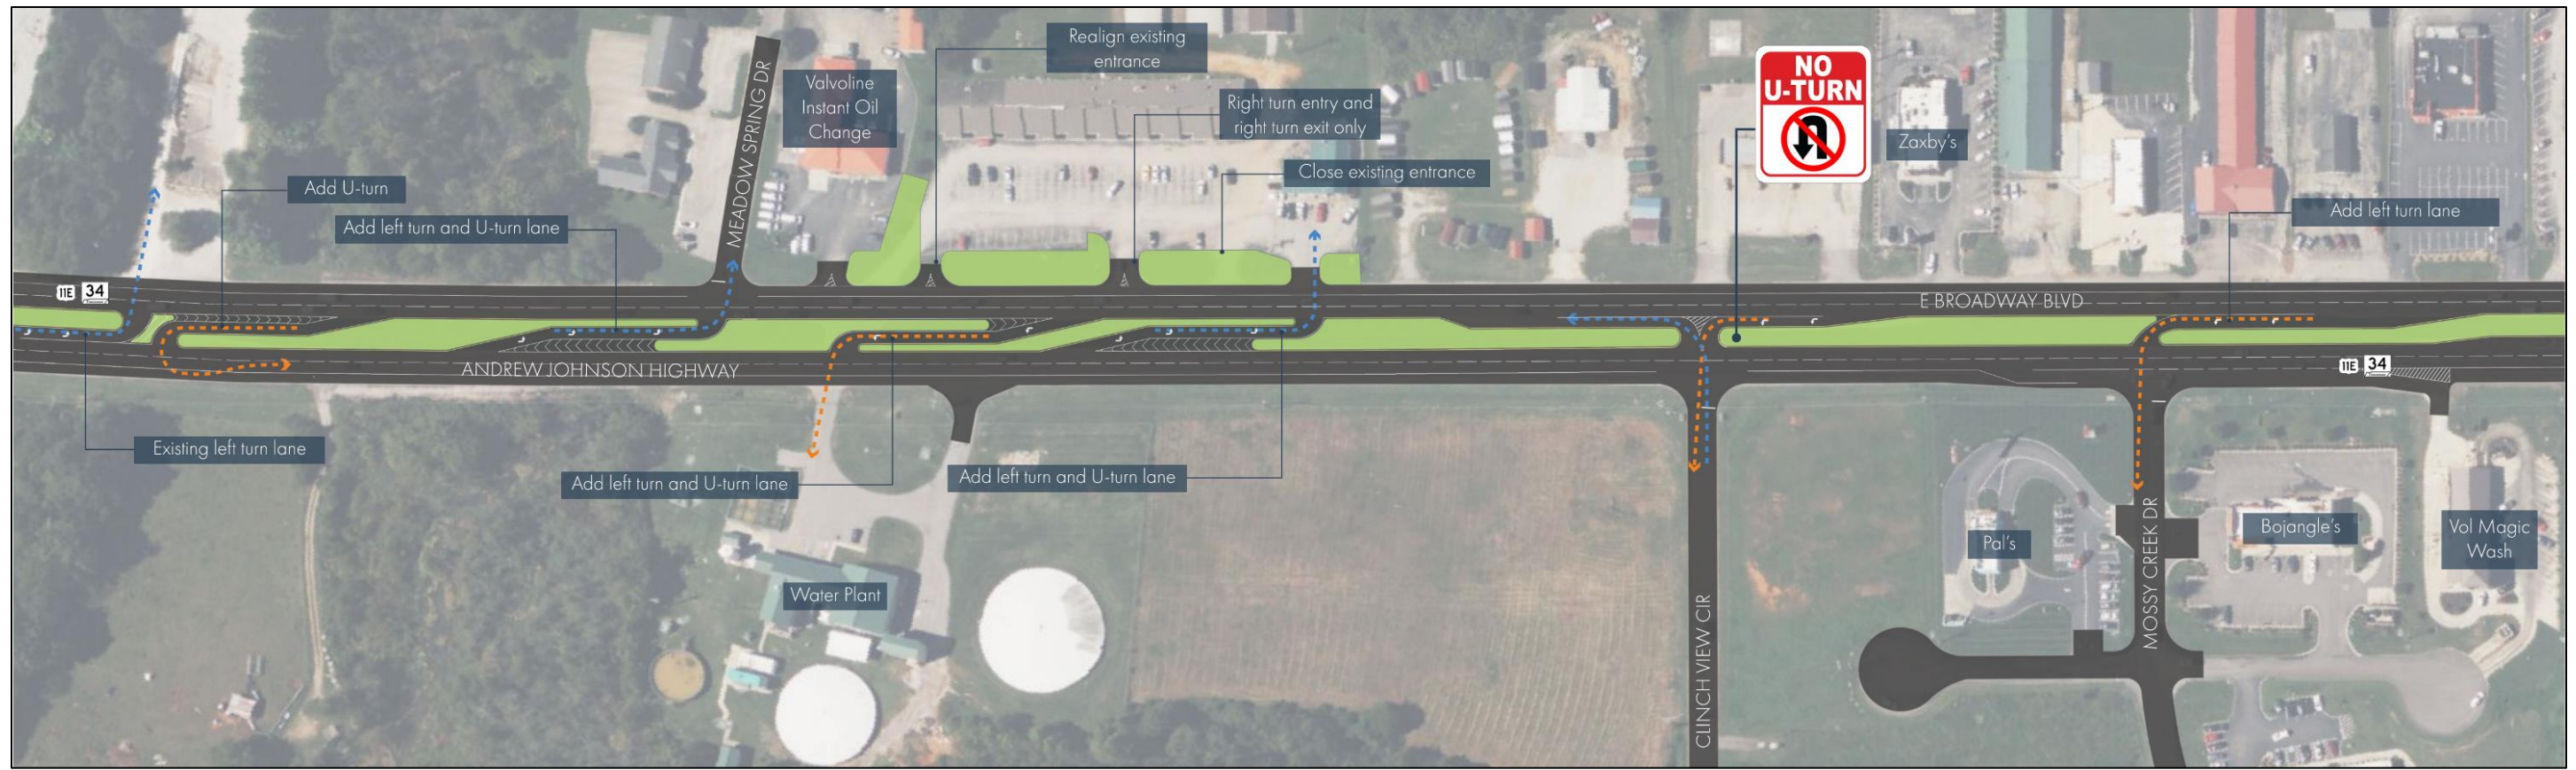 Realign existing
entrance
NO
U-TURN
Valvoline
Instant Oil
Change
MEADOW SPRING DR
Right turn entry and
right turn exit only
Zaxby's
Close existing entrance
Add U-turn
Add left turn and U-turn lane
Add left turn lane
11E 34
E BROADWAY BLVD
ANDREW JOHNSON HIGHWAY
11E 34
Existing left turn lane
Add left turn and U-turn lane
Add left turn and U-turn lane
Pal's
MOSSY CREEK DR
Bojangle's
Vol Magic
Wash
Water Plant
CLINCH VIEW CIR